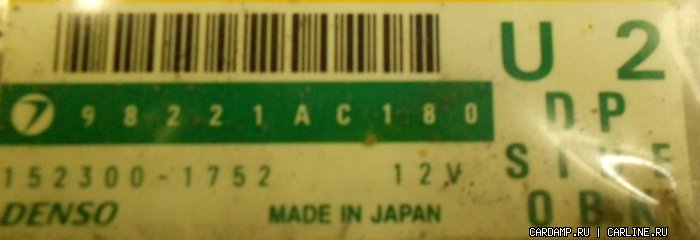 U 2
98221AC180
DP
152300-1752 12V
DENSO
MADE IN JAPAN
CARDAMP.RU | CARLINE.RU